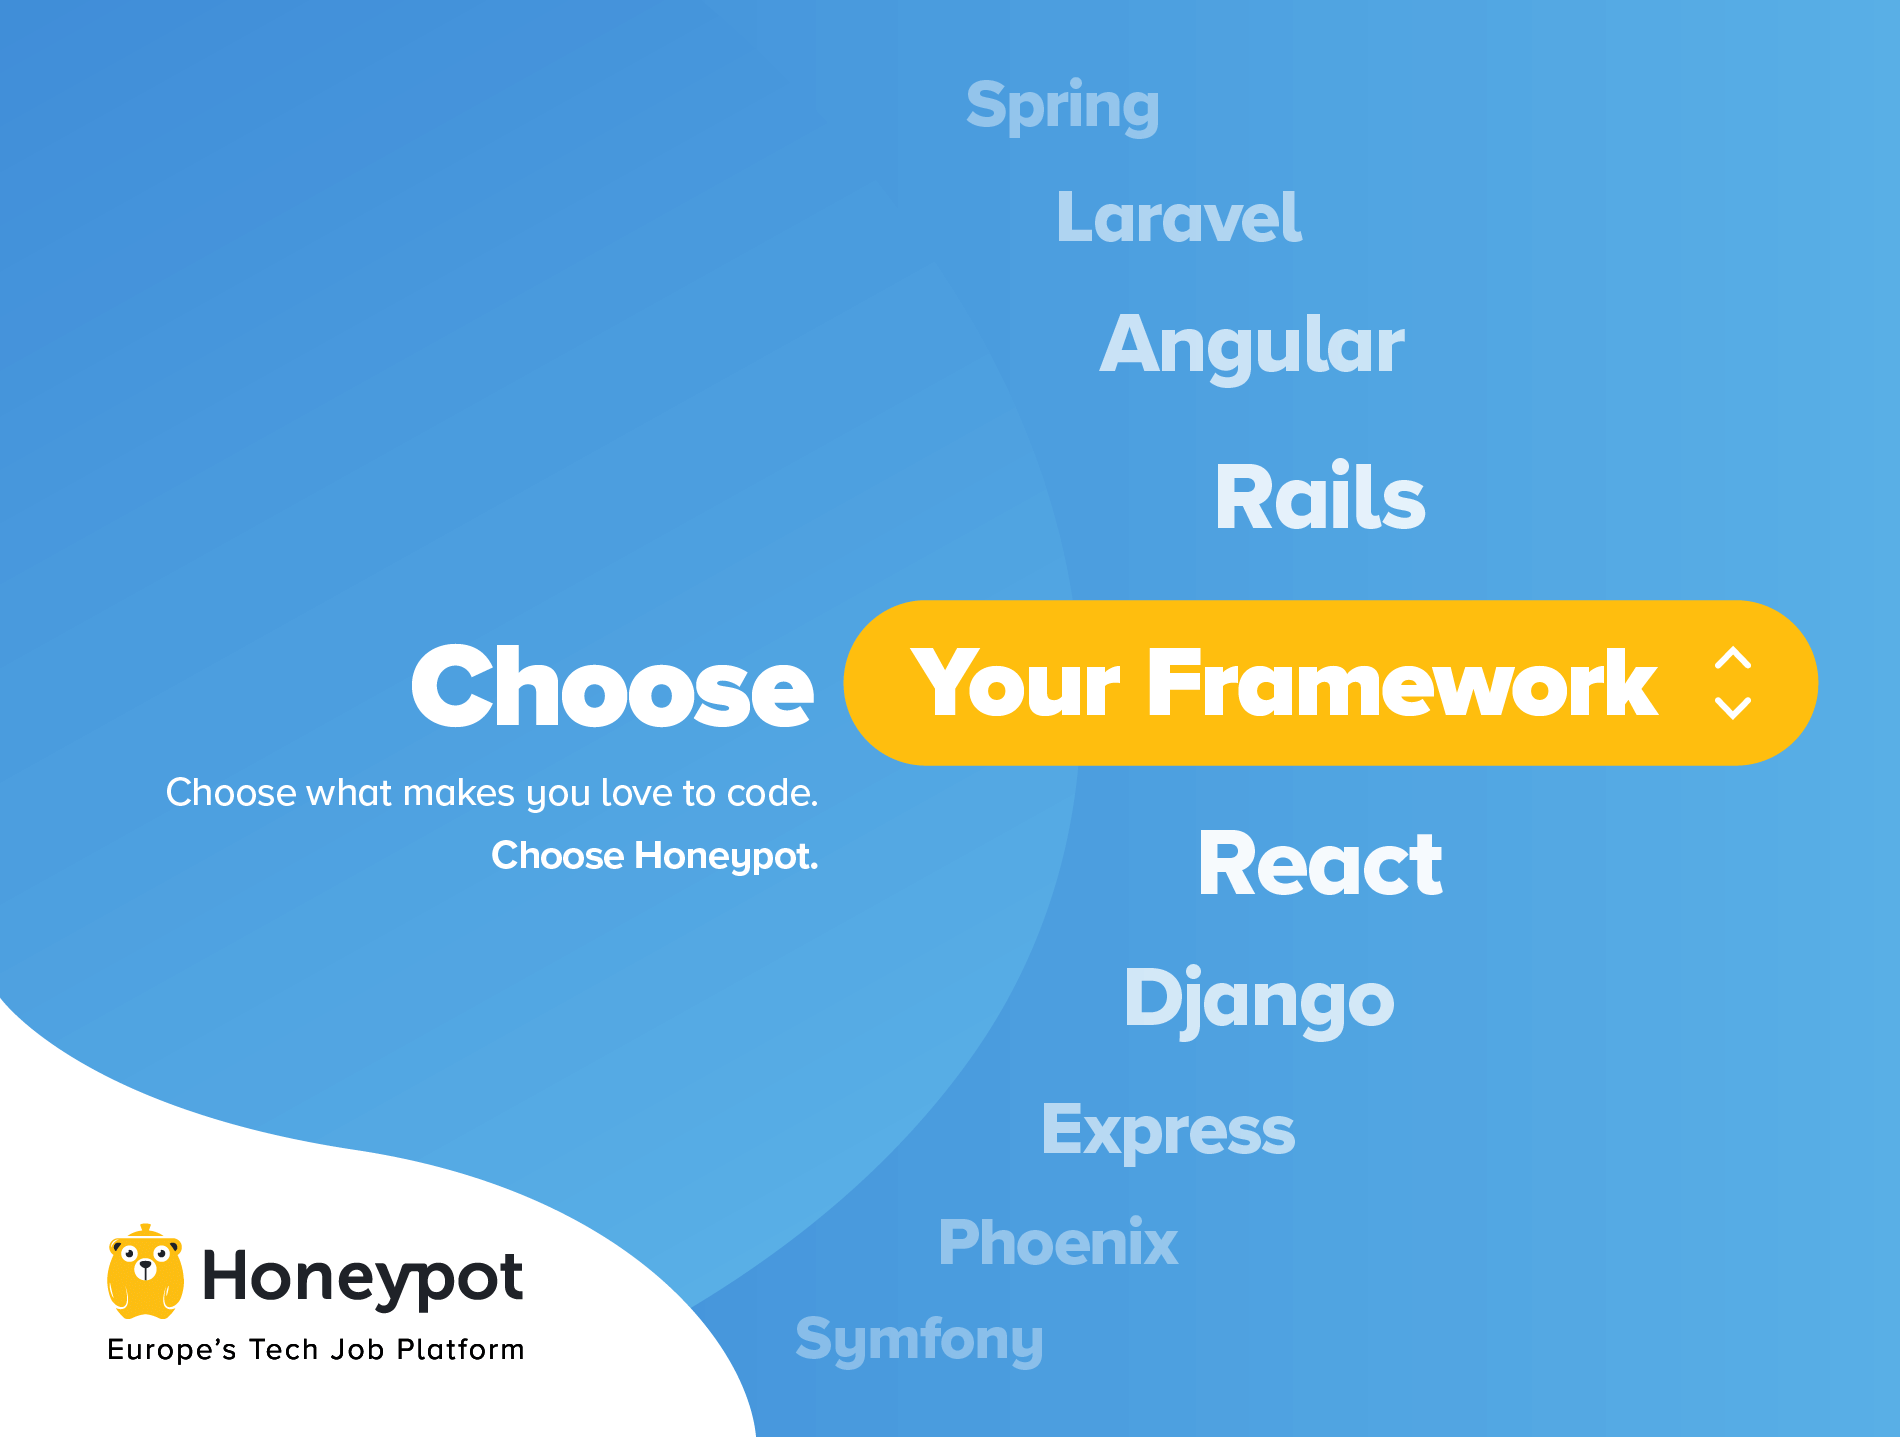 Spring
Laravel
Angular
Rails
Choose Your Framework
Choose what makes you love to code.
Choose Honeypot.
React
Django
Express
Phoenix
Symfony
Honeypot
Europe’s Tech Job Platform